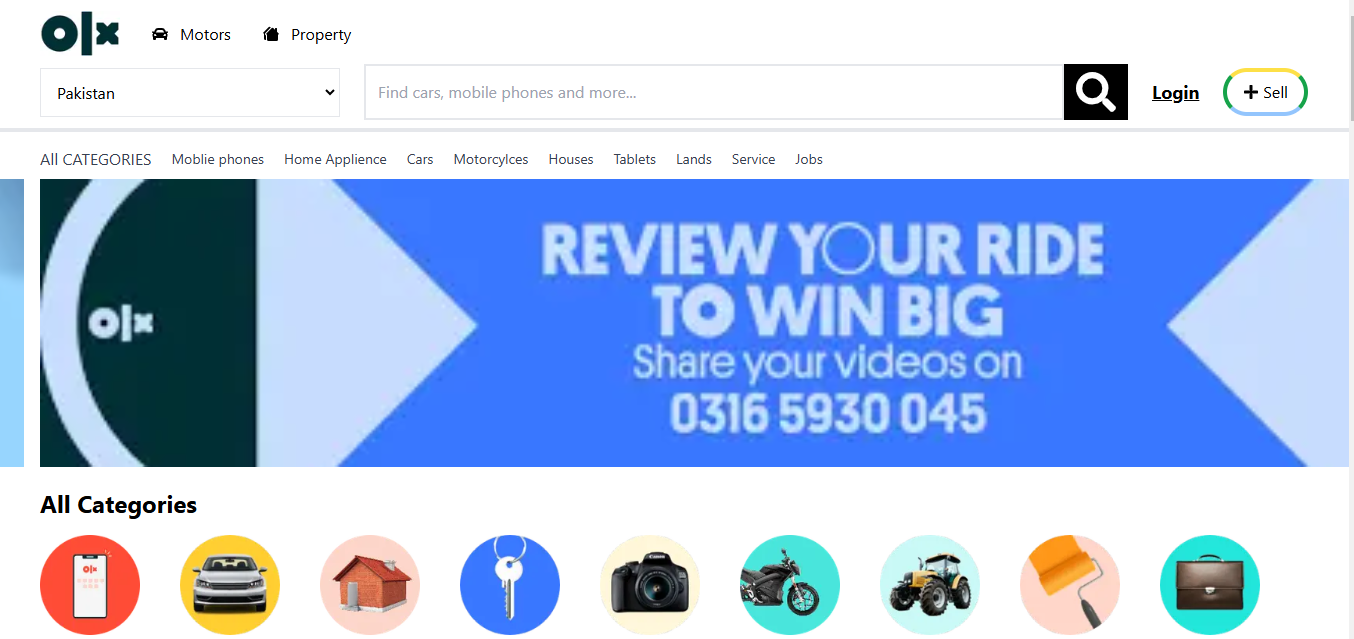 olx
Motors
Property
Pakistan
Find cars, mobile phones and more...
Login
Sell
All CATEGORIES
Moblie phones
Home Applience
Cars
Motorcylces
Houses
Tablets
Lands
Service
Jobs
olx
REVIEW YOUR RIDE
TO WIN BIG
Share your videos on
0316 5930 045
All Categories
olx
Canon